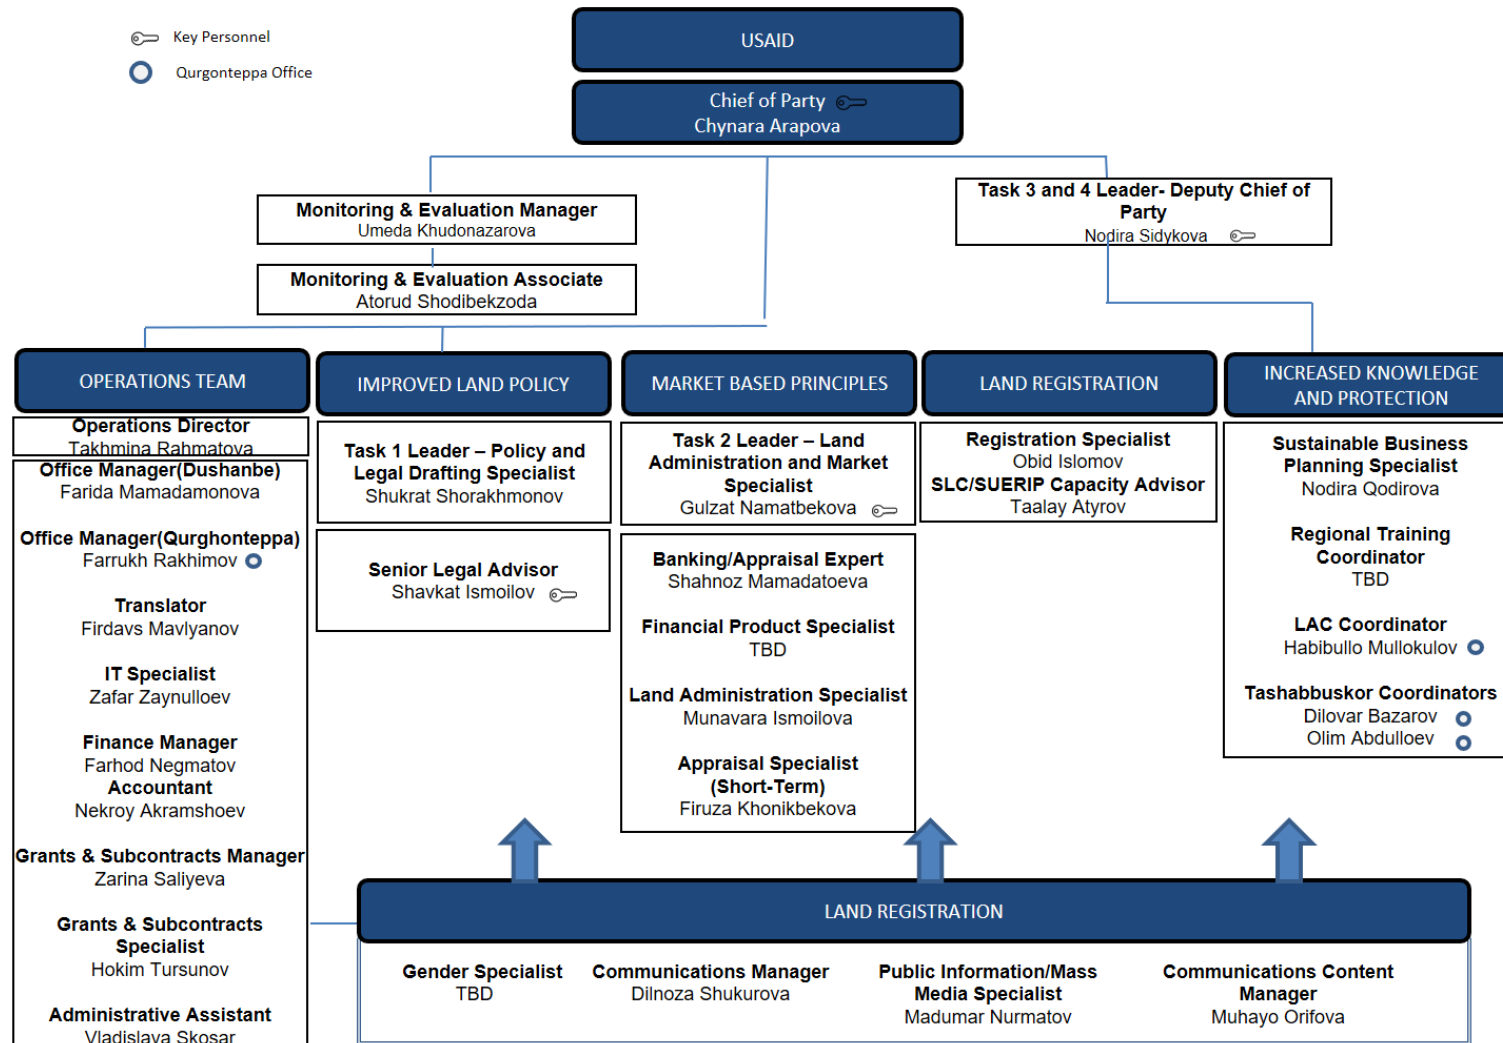 Key Personnel
Qurgonteppa Office
USAID
Chief of Party
Chynara Arapova
Monitoring & Evaluation Manager
Umeda Khudonazarova
Monitoring & Evaluation Associate
Atorud Shodibekzoda
Task 3 and 4 Leader- Deputy Chief of
Party
Nodira Sidykova
OPERATIONS TEAM
Operations Director
Takhmina Rahmatova
Office Manager(Dushanbe)
Farida Mamadamonova
Office Manager(Qurghonteppa)
Farrukh Rakhimov
Translator
Firdavs Mavlyanov
IT Specialist
Zafar Zaynulloev
Finance Manager
Farhod Negmatov
Accountant
Nekroy Akramshoev
Grants & Subcontracts Manager
Zarina Saliyeva
Grants & Subcontracts
Specialist
Hokim Tursunov
Administrative Assistant
Vladislava Skosar
IMPROVED LAND POLICY
Task 1 Leader – Policy and
Legal Drafting Specialist
Shukrat Shorakhmonov
Senior Legal Advisor
Shavkat Ismoilov
MARKET BASED PRINCIPLES
Task 2 Leader – Land
Administration and Market
Specialist
Gulzat Namatbekova
Banking/Appraisal Expert
Shahnoz Mamadatoeva
Financial Product Specialist
TBD
Land Administration Specialist
Munavara Ismoilova
Appraisal Specialist
(Short-Term)
Firuza Khonikbekova
LAND REGISTRATION
Registration Specialist
Obid Islomov
SLC/SUERIP Capacity Advisor
Taalay Atyrov
INCREASED KNOWLEDGE
AND PROTECTION
Sustainable Business
Planning Specialist
Nodira Qodirova
Regional Training
Coordinator
TBD
LAC Coordinator
Habibullo Mullokulov
Tashabbuskor Coordinators
Dilovar Bazarov
Olim Abdulloev
LAND REGISTRATION
Gender Specialist
TBD
Communications Manager
Dilnoza Shukurova
Public Information/Mass
Media Specialist
Madumar Nurmatov
Communications Content
Manager
Muhayo Orifova